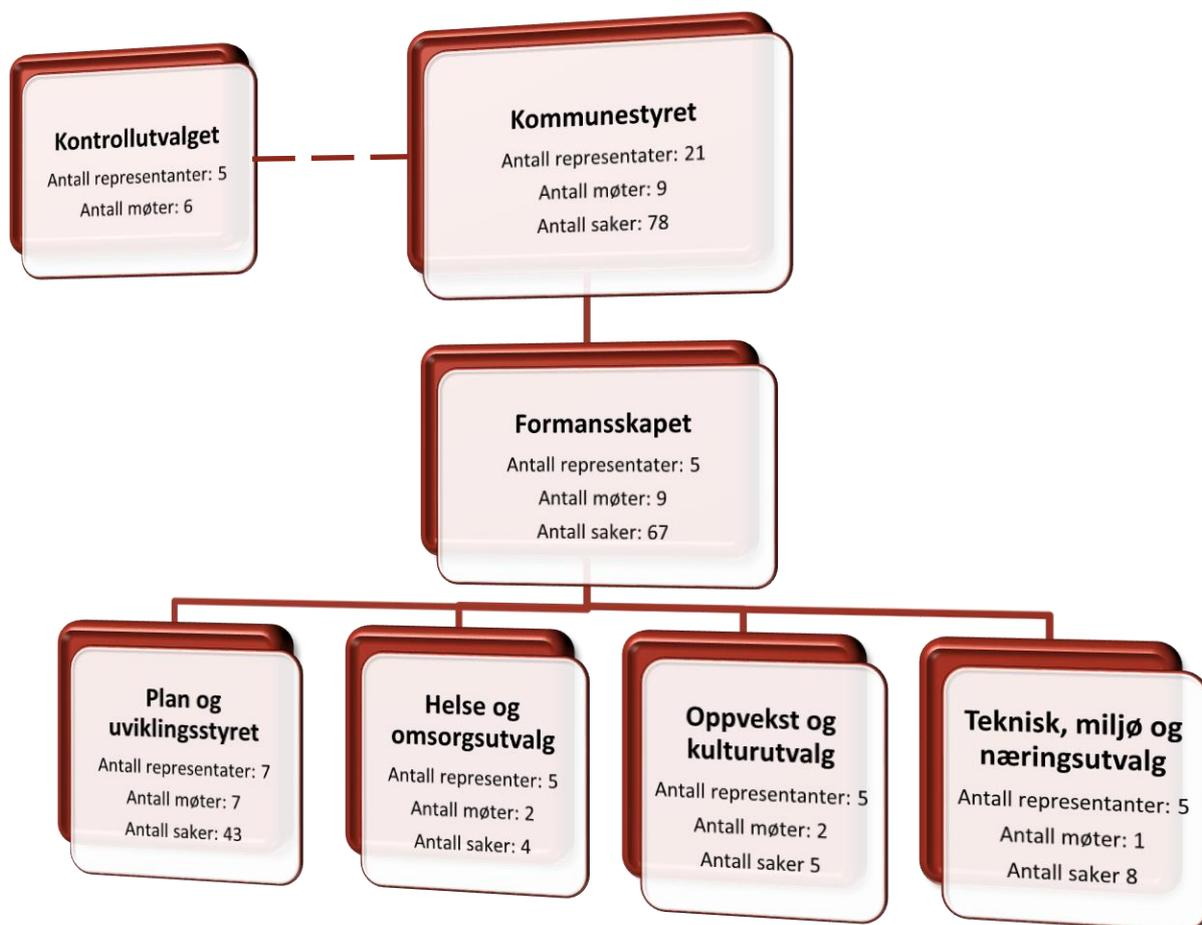 Kontrollutvalget
Antall representanter: 5
Antall møter: 6
Kommunestyret
Antall representater: 21
Antall møter: 9
Antall saker: 78
Formansskapet
Antall representater: 5
Antall møter: 9
Antall saker: 67
Plan og
uviklingsstyret
Antall representater: 7
Antall møter: 7
Antall saker: 43
Helse og
omsorgsutvalg
Antall representer: 5
Antall møter: 2
Antall saker: 4
Oppvekst og
kulturutvalg
Antall representanter: 5
Antall møter: 2
Antall saker 5
Teknisk, miljø og
næringsutvalg
Antall representanter: 5
Antall møter: 1
Antall saker 8